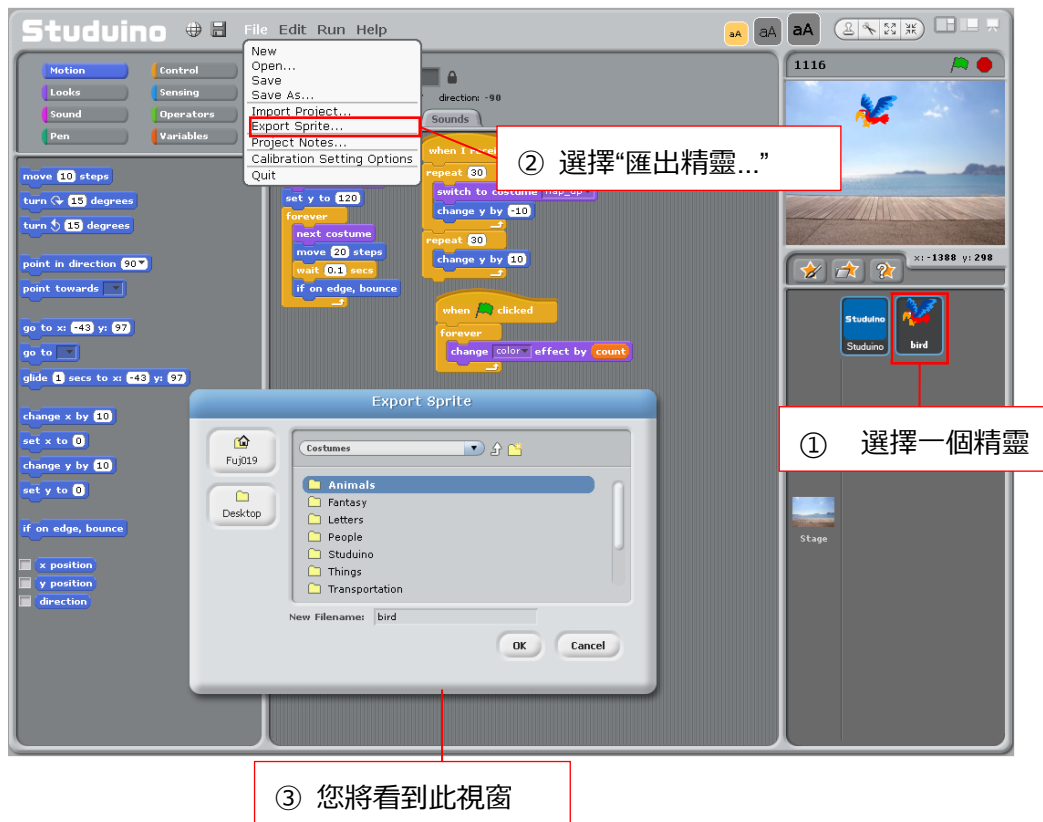 Studuino
File Edit Run Help
aA aA aA
New
Open...
Save
Save As...
Import Project...
Export Sprite...
Project Notes...
Calibration Setting Options
Quit
Motion Control
Looks Sensing
Sound Operators
Pen Variables
move 10 steps
turn 15 degrees
turn 15 degrees
point in direction 90
point towards
go to x: -43 y: 97
go to
glide 1 secs to x: -43 y: 97
change x by 10
set x to 0
change y by 10
set y to 0
if on edge, bounce
x position
y position
direction
direction: -90
Sounds
set y to 120
forever
next costume
move 20 steps
wait 0.1 secs
if on edge, bounce
when I
repeat 30
switch to costume
change y by -10
repeat 30
change y by 10
when clicked
forever
change color effect by count
② 選擇“匯出精靈...”
1116
x: -1388 y: 298
Studuino
Studuino
bird
Stage
① 選擇一個精靈
Export Sprite
Fuj019
Desktop
Costumes
Animals
Fantasy
Letters
People
Studuino
Things
Transportation
New Filename: bird
OK Cancel
③ 您將看到此視窗